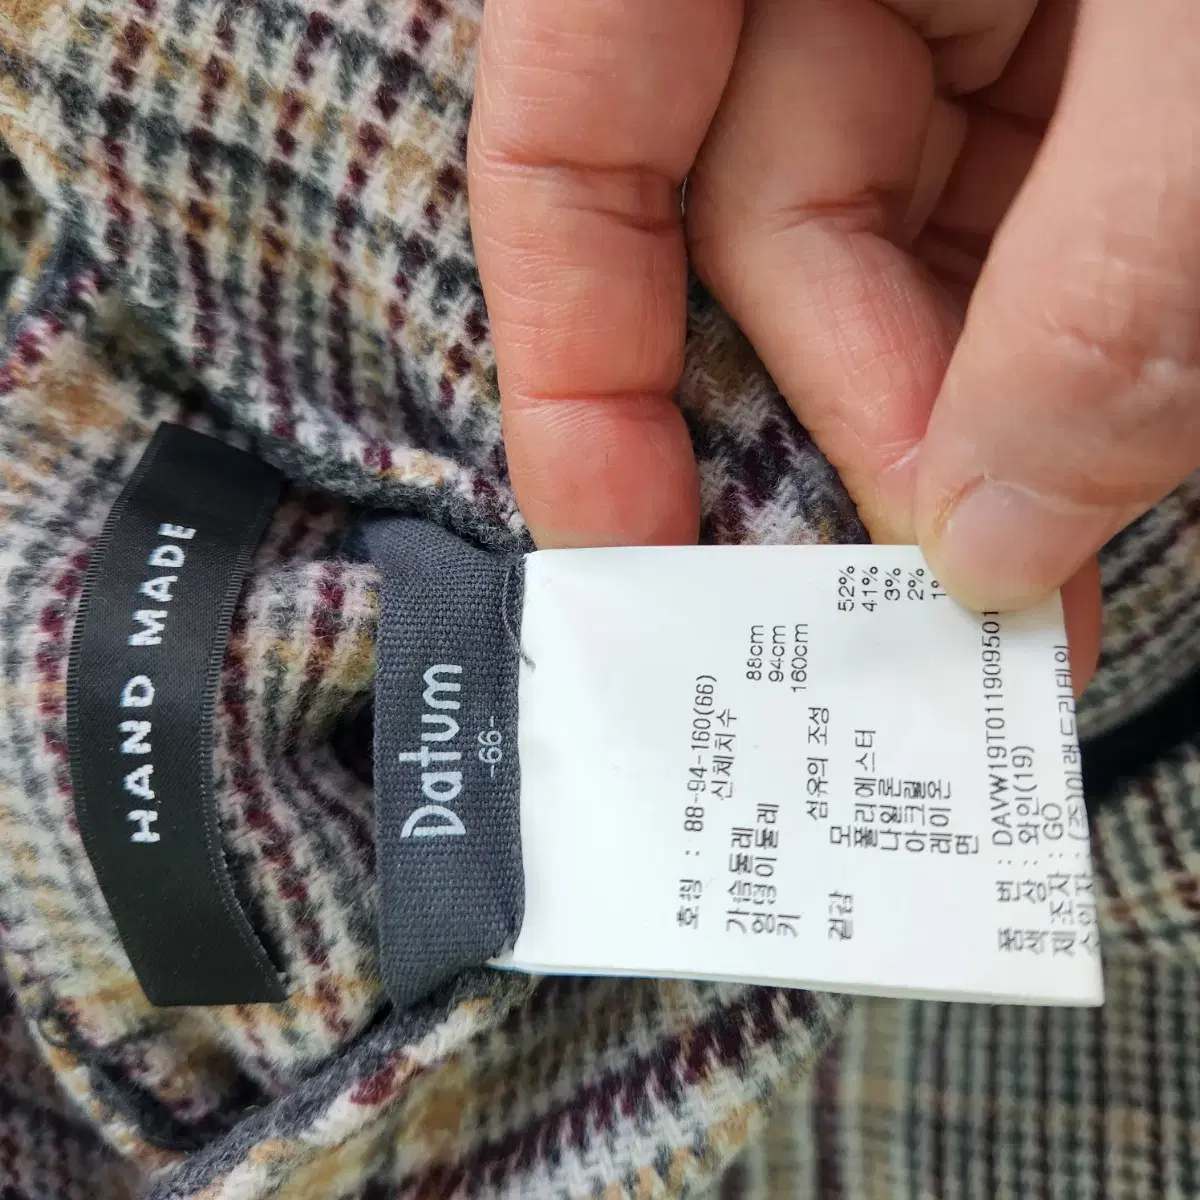 HAND MADE
Datum
-66-
호칭 : 88-94-160(66)
신체치수
가슴둘레 88cm
엉덩이둘레 94cm
키 160cm
섬유의 조성
겉감 모 52%
폴리에스터 41%
나일론 3%
아크릴 2%
레이온
면
품번 : DAVW19T011909501
색상 : 와인(19)
제조자 : GO